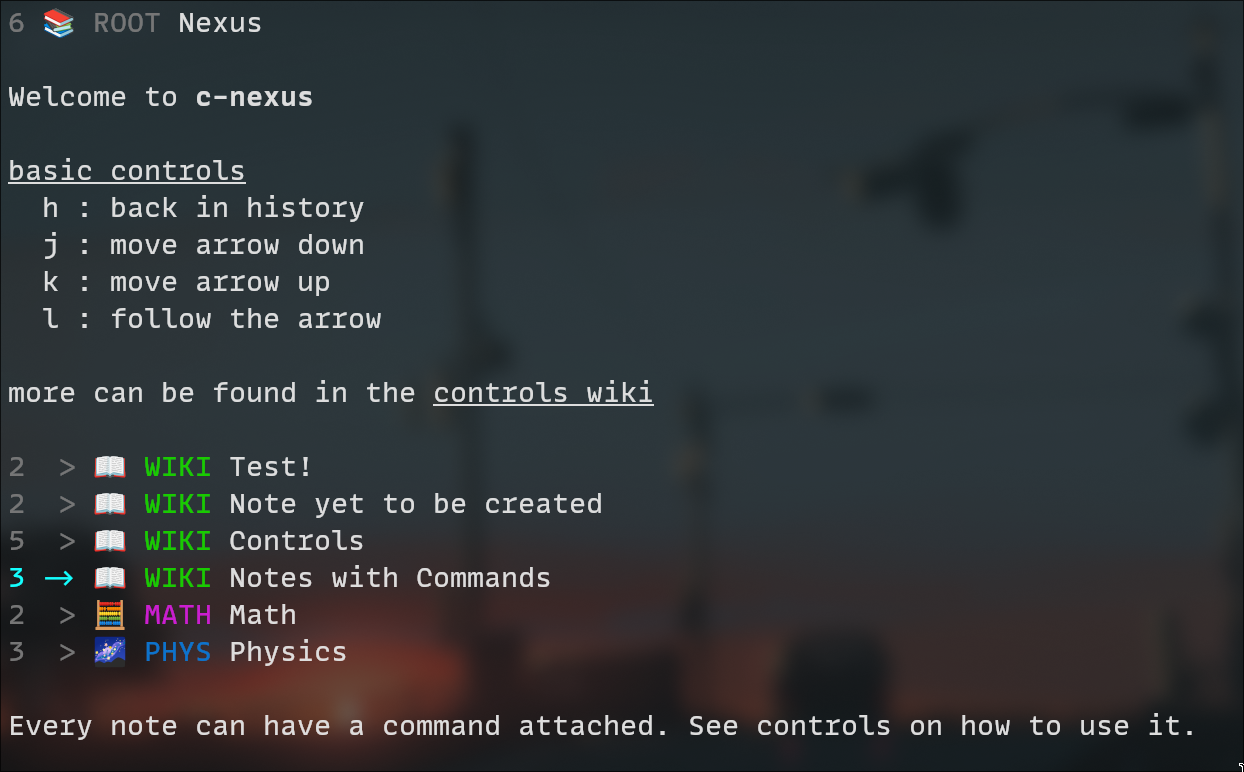 6 📚 ROOT Nexus
Welcome to c-nexus
basic controls
h : back in history
j : move arrow down
k : move arrow up
l : follow the arrow
more can be found in the controls wiki
2 > 📖 WIKI Test!
2 > 📖 WIKI Note yet to be created
5 > 📖 WIKI Controls
3 → 📖 WIKI Notes with Commands
2 > 🧮 MATH Math
3 > 🌌 PHYS Physics
Every note can have a command attached. See controls on how to use it.